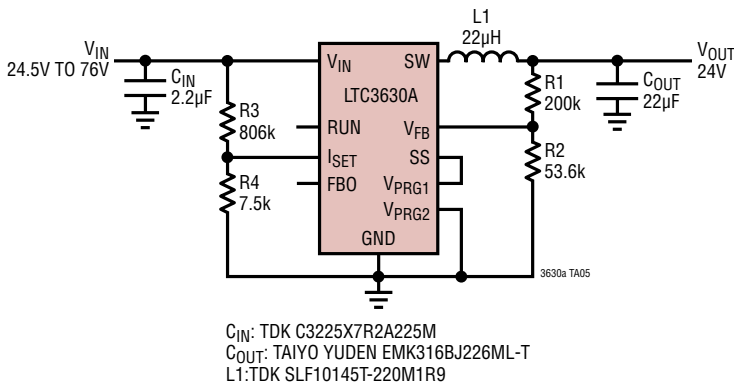 L1
22µH
VIN
24.5V TO 76V
CIN
2.2µF
R3
806k
R4
7.5k
VIN
SW
LTC3630A
RUN
VFB
ISET
SS
FBO
VPRG1
VPRG2
GND
R1
200k
R2
53.6k
COUT
22µF
VOUT
24V
3630a TA05
CIN: TDK C3225X7R2A225M
COUT: TAIYO YUDEN EMK316BJ226ML-T
L1:TDK SLF10145T-220M1R9